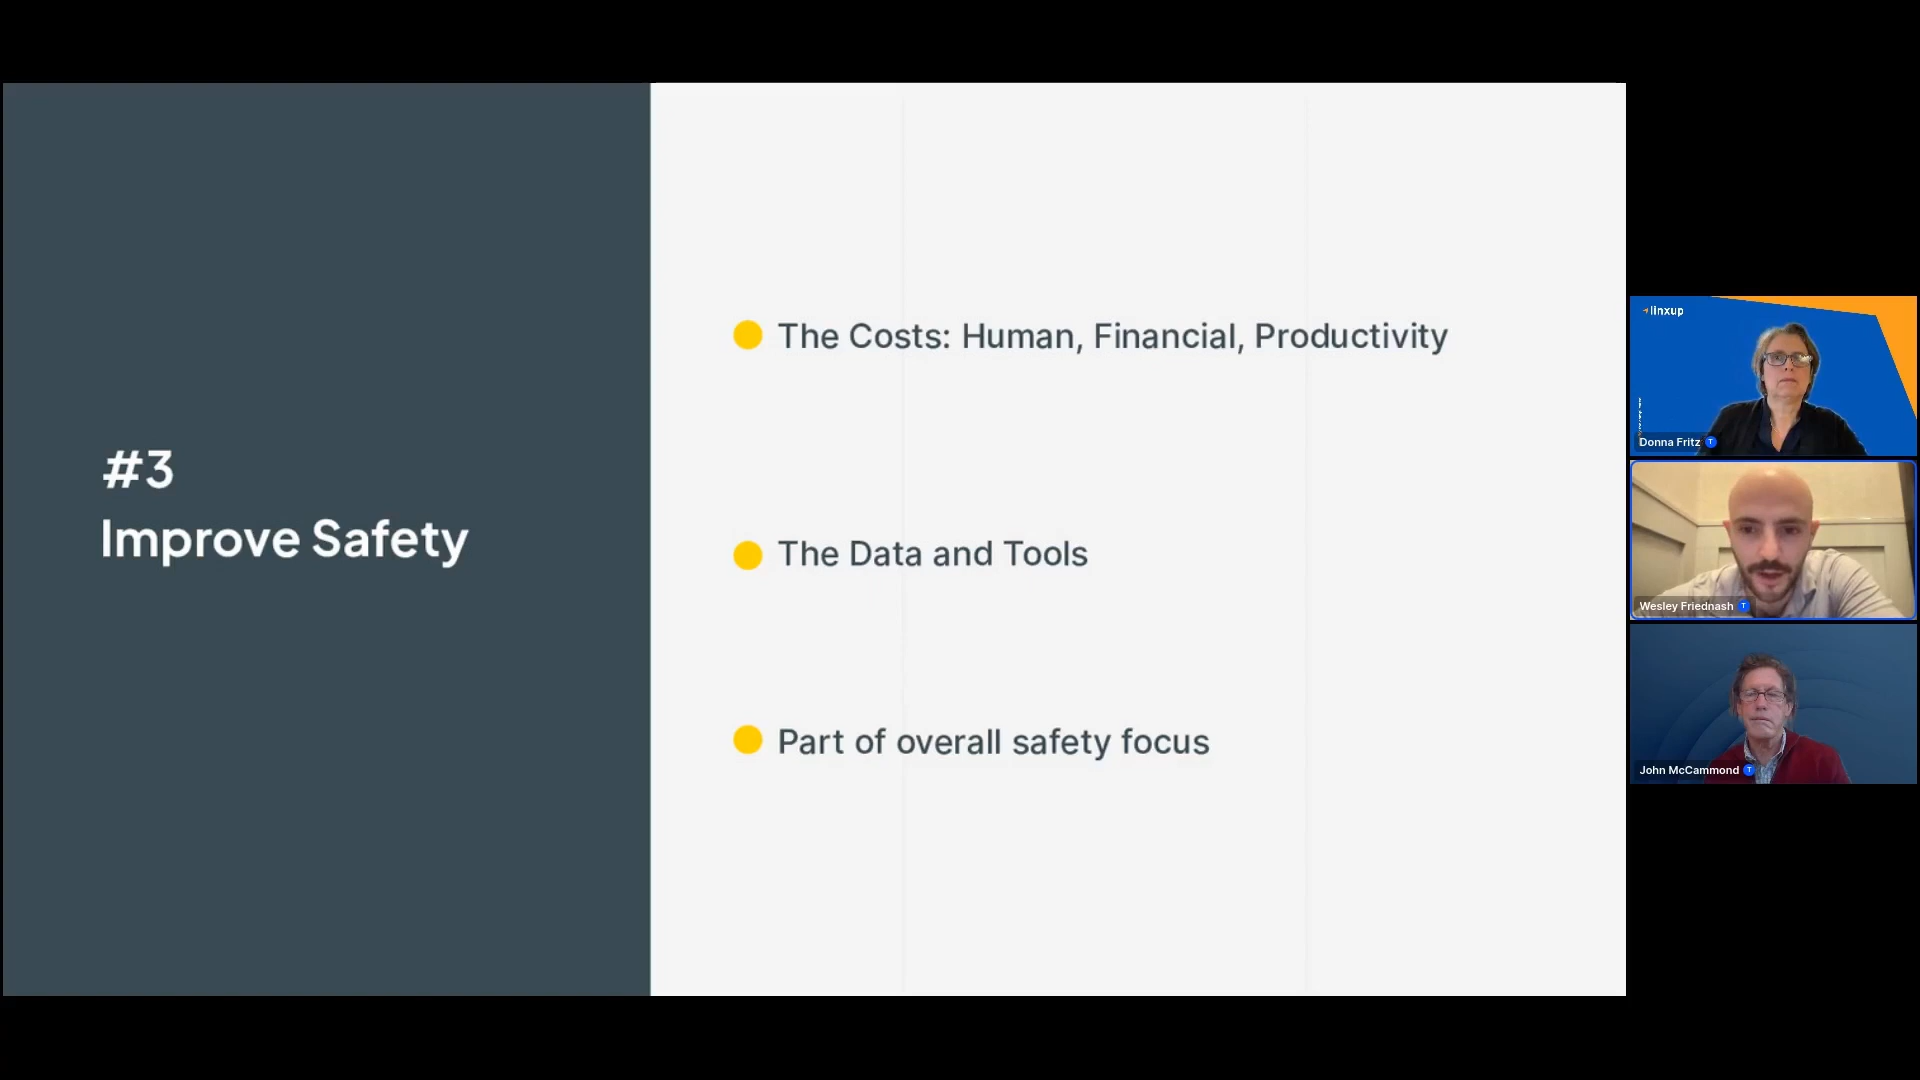 #3
Improve Safety
The Costs: Human, Financial, Productivity
The Data and Tools
Part of overall safety focus
linxup
Donna Fritz T
Wesley Friednash T
John McCammond T